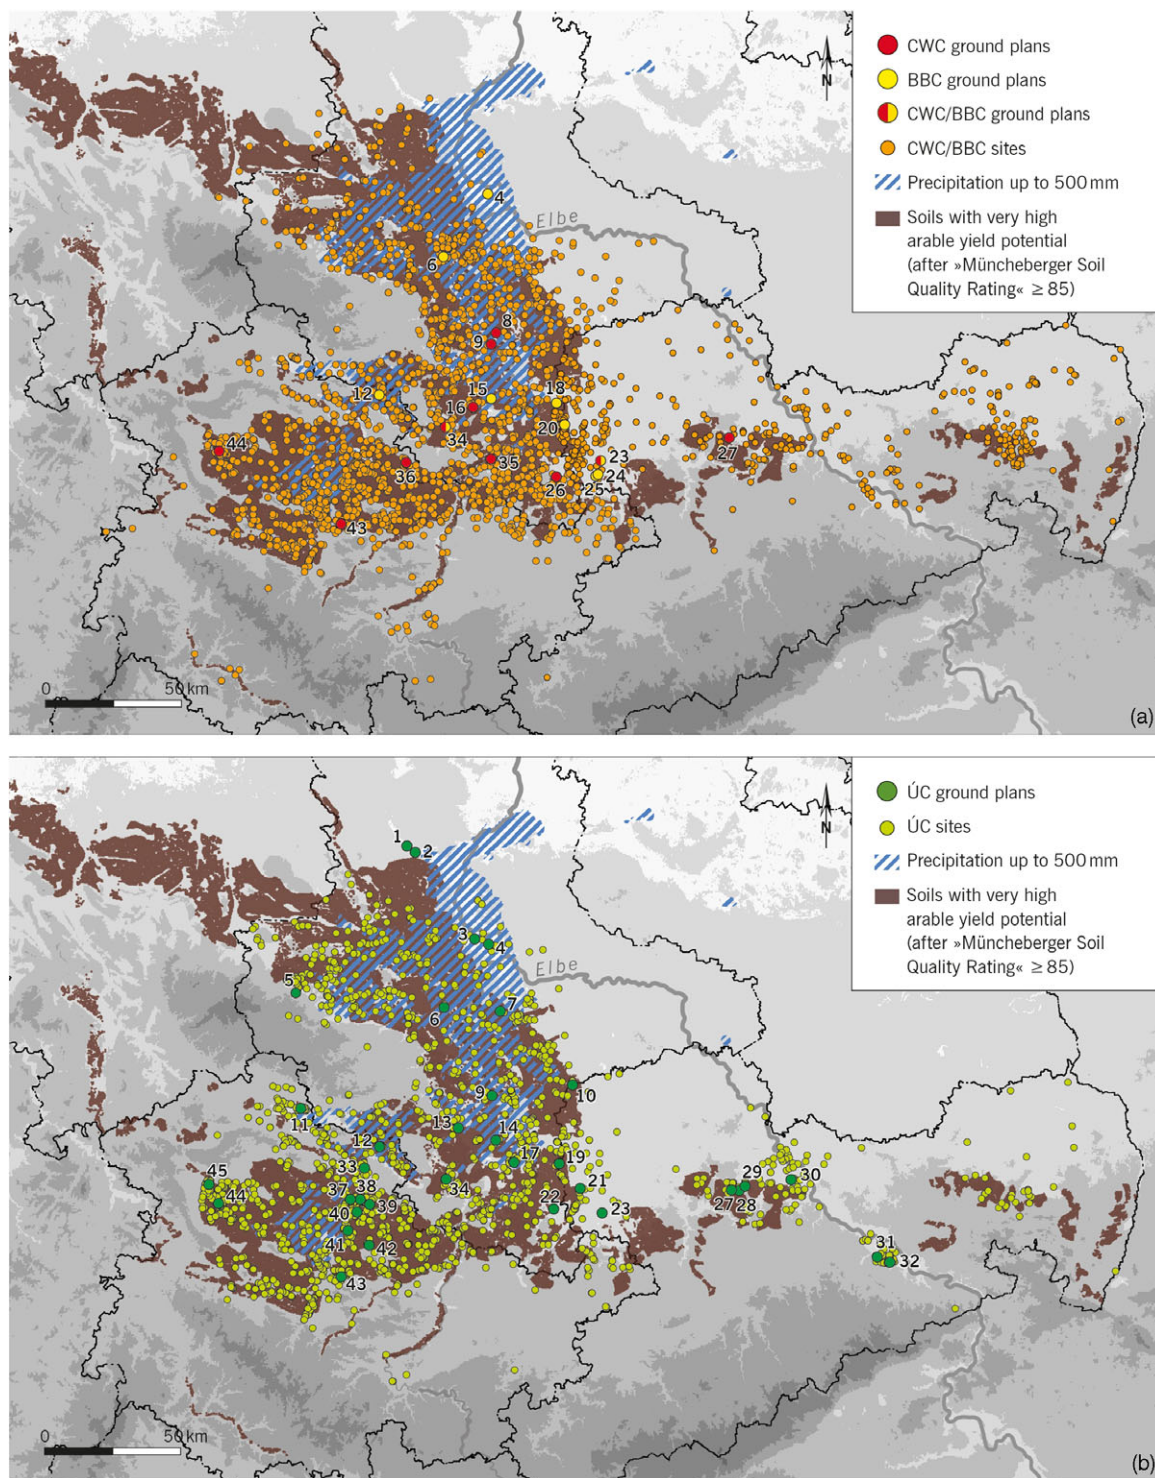 CWC ground plans
BBC ground plans
CWC/BBC ground plans
CWC/BBC sites
Precipitation up to 500 mm
Soils with very high
arable yield potential
(after »Müncheberger Soil
Quality Rating« ≥ 85)
N
4
Elbe
6
8
9
12
15
18
16
20
34
44
35
27
23
36
26
25
24
43
0 50 km
(a)
ÚC ground plans
ÚC sites
Precipitation up to 500 mm
Soils with very high
arable yield potential
(after »Müncheberger Soil
Quality Rating« ≥ 85)
N
1
2
3
4
Elbe
5
6
7
9
10
11
13
12
14
17
19
33
34
29
30
45
37
38
21
44
39
22
27
28
40
23
41
42
31
32
43
0 50 km
(b)